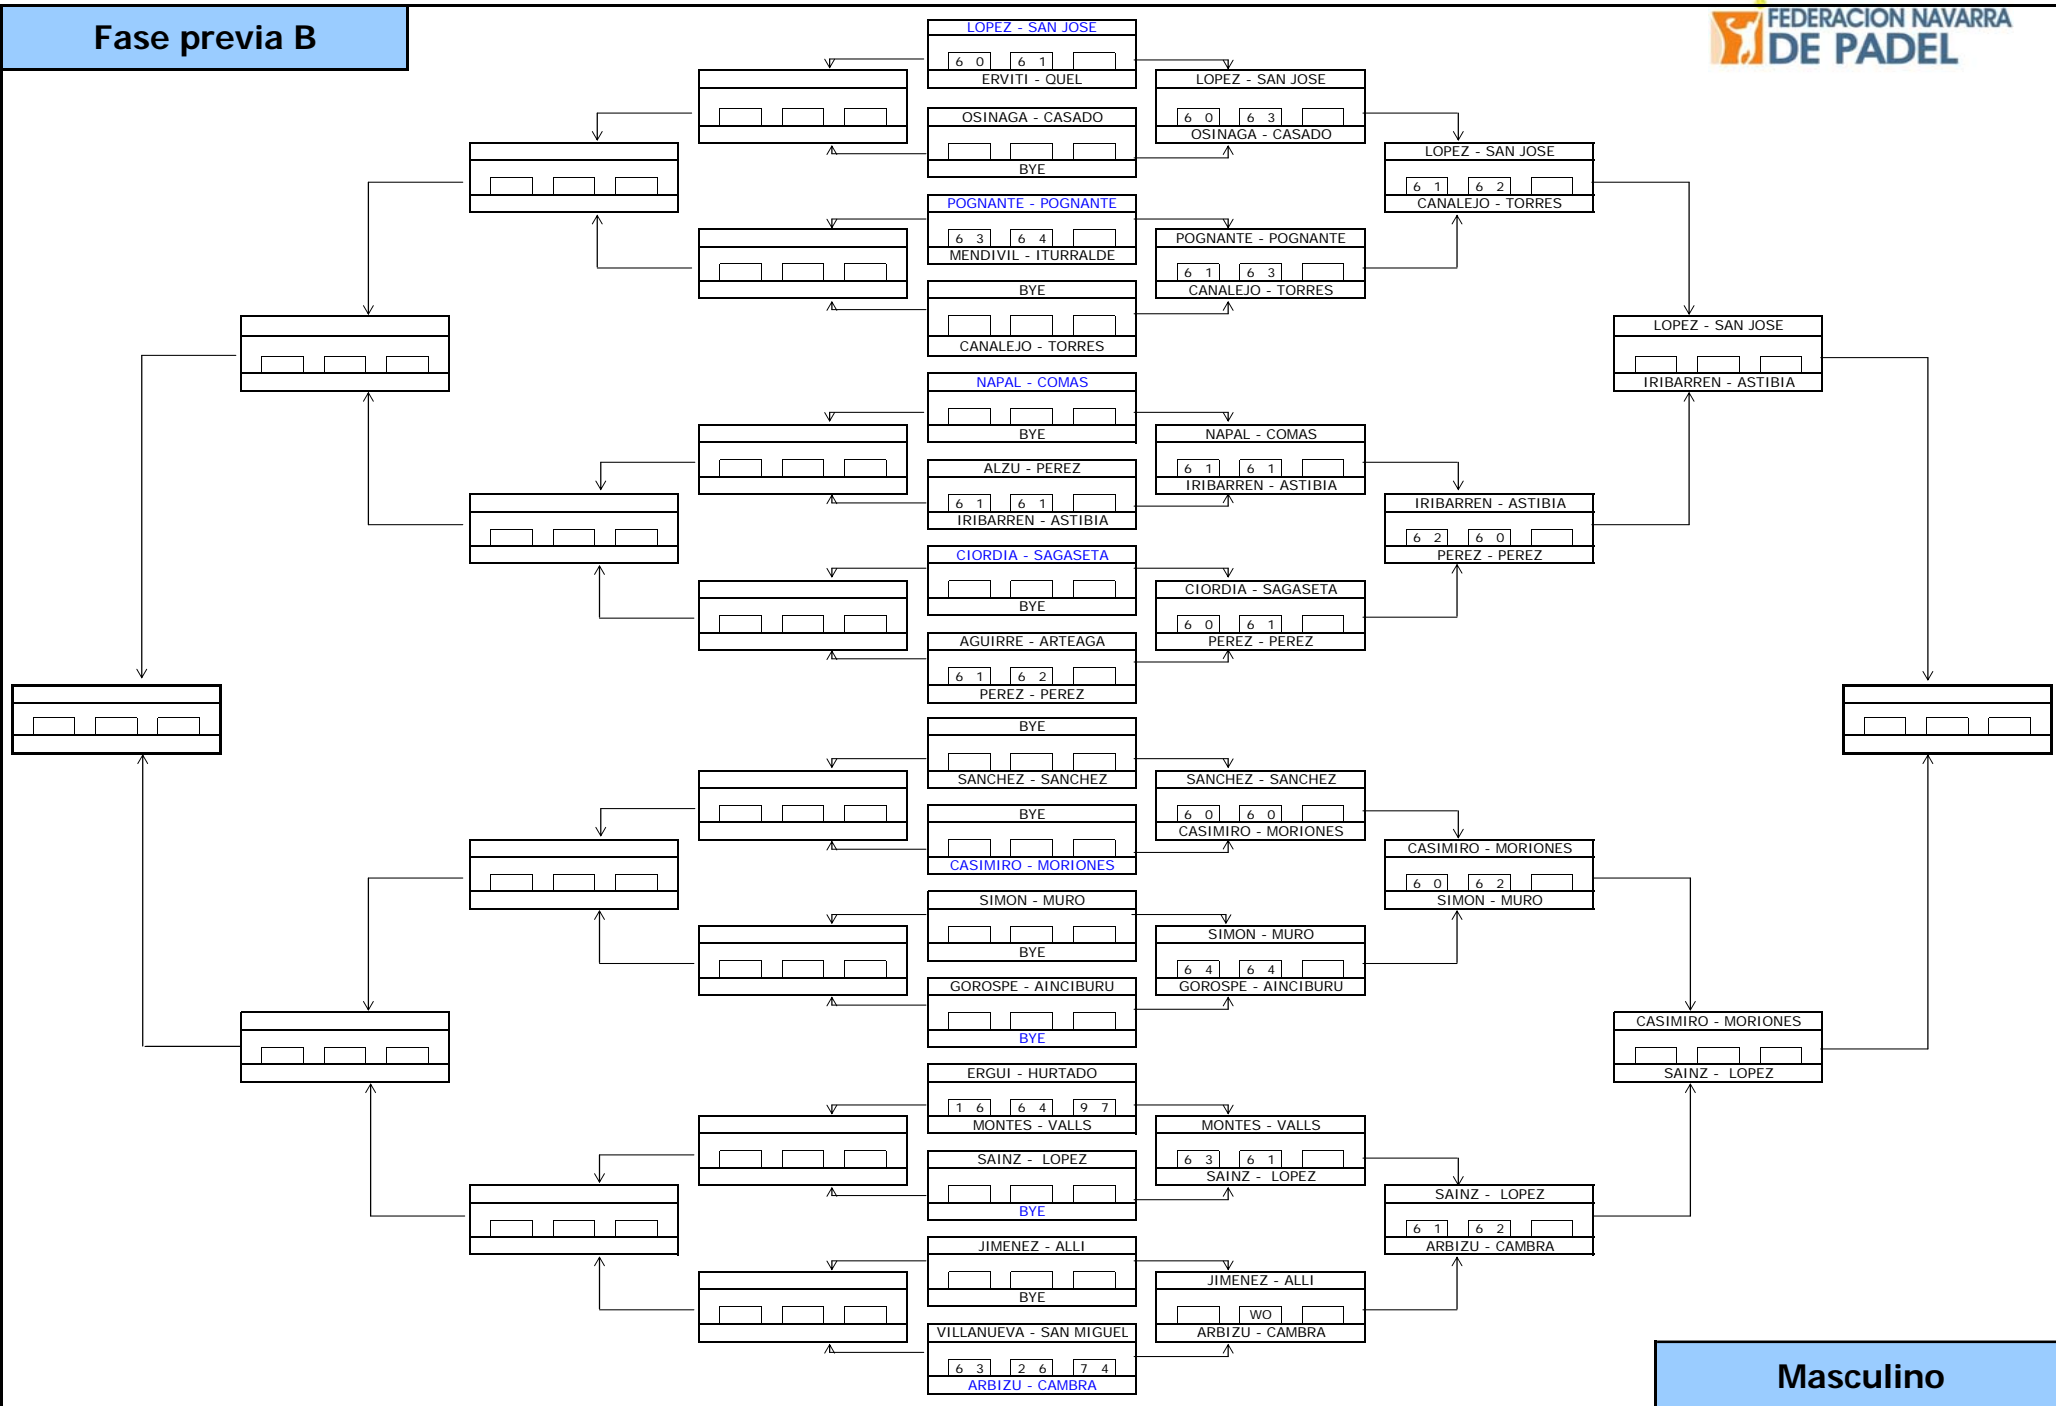 Fase previa B
FEDERACION NAVARRA
DE PADEL
LOPEZ - SAN JOSE
6 0 6 1
ERVITI - QUEL
OSINAGA - CASADO
BYE
POGNANTE - POGNANTE
6 3 6 4
MENDIVIL - ITURRALDE
BYE
CANALEJO - TORRES
NAPAL - COMAS
BYE
ALZU - PEREZ
6 1 6 1
IRIBARREN - ASTIBIA
CIORDIA - SAGASETA
BYE
AGUIRRE - ARTEAGA
6 1 6 2
PEREZ - PEREZ
BYE
SANCHEZ - SANCHEZ
BYE
CASIMIRO - MORIONES
SIMON - MURO
BYE
GOROSPE - AINCIBURU
BYE
ERGUI - HURTADO
1 6 6 4 9 7
MONTES - VALLS
SAINZ - LOPEZ
BYE
JIMENEZ - ALLI
BYE
VILLANUEVA - SAN MIGUEL
6 3 2 6 7 4
ARBIZU - CAMBRA
LOPEZ - SAN JOSE
6 0 6 3
OSINAGA - CASADO
POGNANTE - POGNANTE
6 1 6 3
CANALEJO - TORRES
NAPAL - COMAS
6 1 6 1
IRIBARREN - ASTIBIA
CIORDIA - SAGASETA
6 0 6 1
PEREZ - PEREZ
SANCHEZ - SANCHEZ
6 0 6 0
CASIMIRO - MORIONES
SIMON - MURO
6 4 6 4
GOROSPE - AINCIBURU
MONTES - VALLS
6 3 6 1
SAINZ - LOPEZ
JIMENEZ - ALLI
WO
ARBIZU - CAMBRA
LOPEZ - SAN JOSE
6 1 6 2
CANALEJO - TORRES
IRIBARREN - ASTIBIA
6 2 6 0
PEREZ - PEREZ
CASIMIRO - MORIONES
6 0 6 2
SIMON - MURO
SAINZ - LOPEZ
6 1 6 2
ARBIZU - CAMBRA
LOPEZ - SAN JOSE
IRIBARREN - ASTIBIA
CASIMIRO - MORIONES
SAINZ - LOPEZ
Masculino